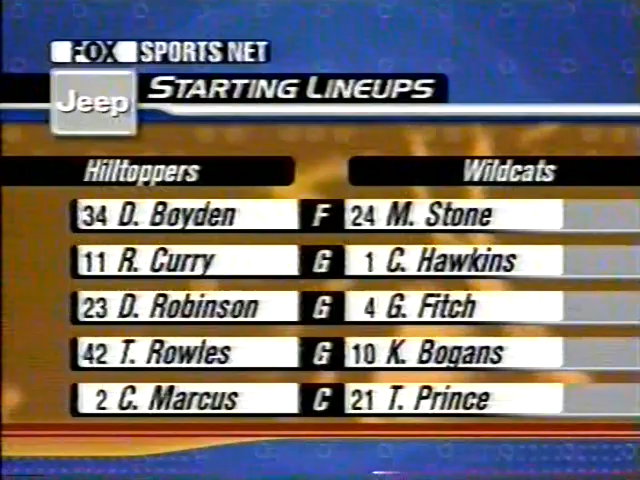 FOX SPORTS NET
Jeep STARTING LINEUPS
Hilltoppers Wildcats
34 D. Boyden F 24 M. Stone
11 R. Curry G 1 C. Hawkins
23 D. Robinson G 4 G. Fitch
42 T. Rowles G 10 K. Bogans
2 C. Marcus C 21 T. Prince